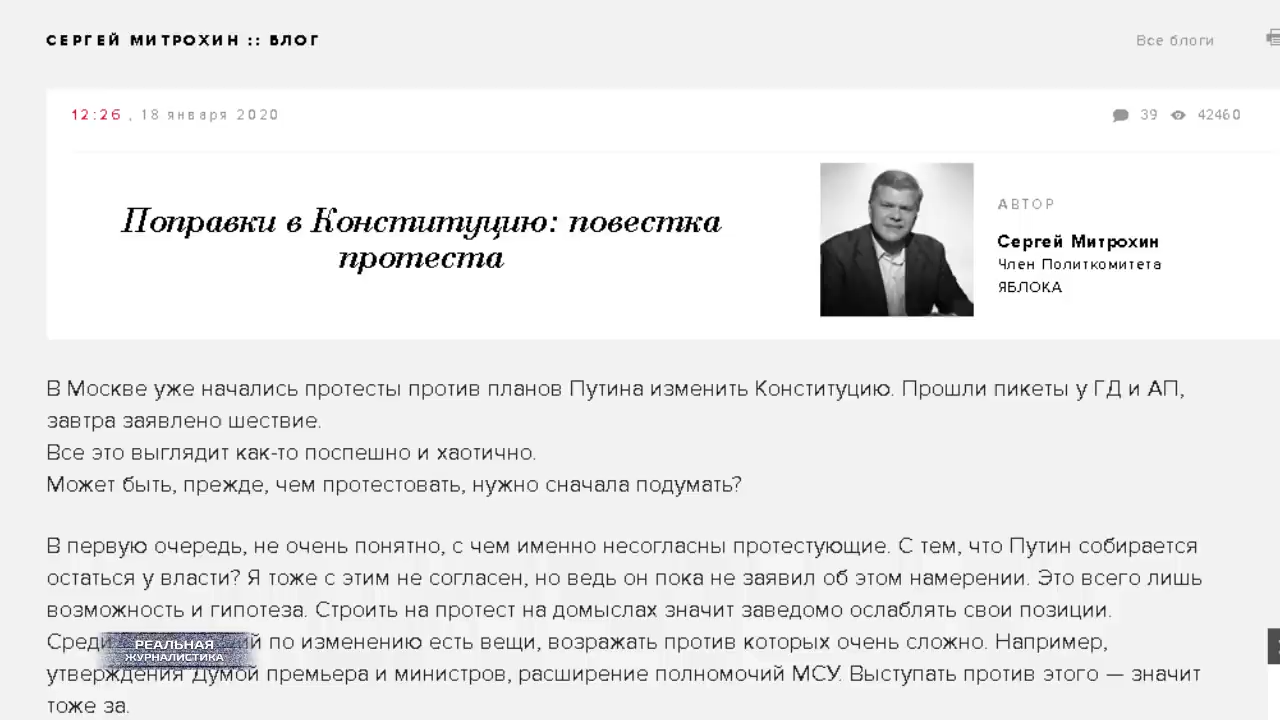 СЕРГЕЙ МИТРОХИН :: БЛОГ
Все блоги
12:26 , 18 января 2020
39 42460
Поправки в Конституцию: повестка
протеста
АВТОР
Сергей Митрохин
Член Политкомитета
ЯБЛОКА
В Москве уже начались протесты против планов Путина изменить Конституцию. Прошли пикеты у ГД и АП,
завтра заявлено шествие.
Все это выглядит как-то поспешно и хаотично.
Может быть, прежде, чем протестовать, нужно сначала подумать?
В первую очередь, не очень понятно, с чем именно несогласны протестующие. С тем, что Путин собирается
остаться у власти? Я тоже с этим не согласен, но ведь он пока не заявил об этом намерении. Это всего лишь
возможность и гипотеза. Строить на протест на домыслах значит заведомо ослаблять свои позиции.
по изменению есть вещи, возражать против которых очень сложно. Например,
утверждения Думой премьера и министров, расширение полномочий МСУ. Выступать против этого — значит
тоже за.
РЕАЛЬНАЯ
ЖУРНАЛИСТИКА